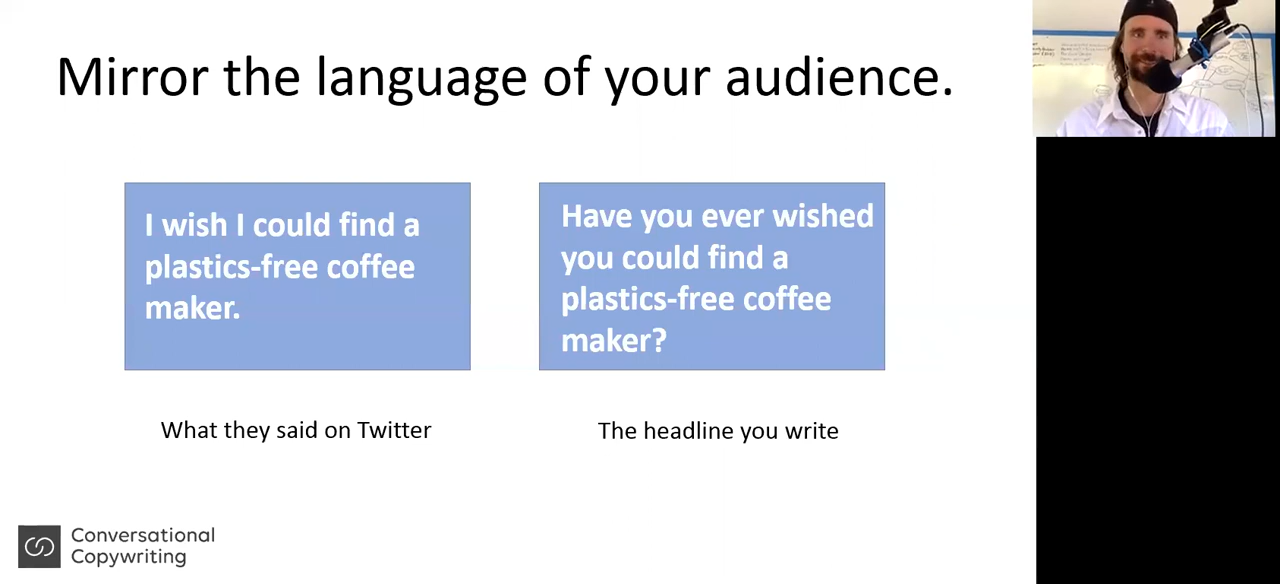 Mirror the language of your audience.
I wish I could find a
plastics-free coffee
maker.
Have you ever wished
you could find a
plastics-free coffee
maker?
What they said on Twitter
The headline you write
Conversational
Copywriting